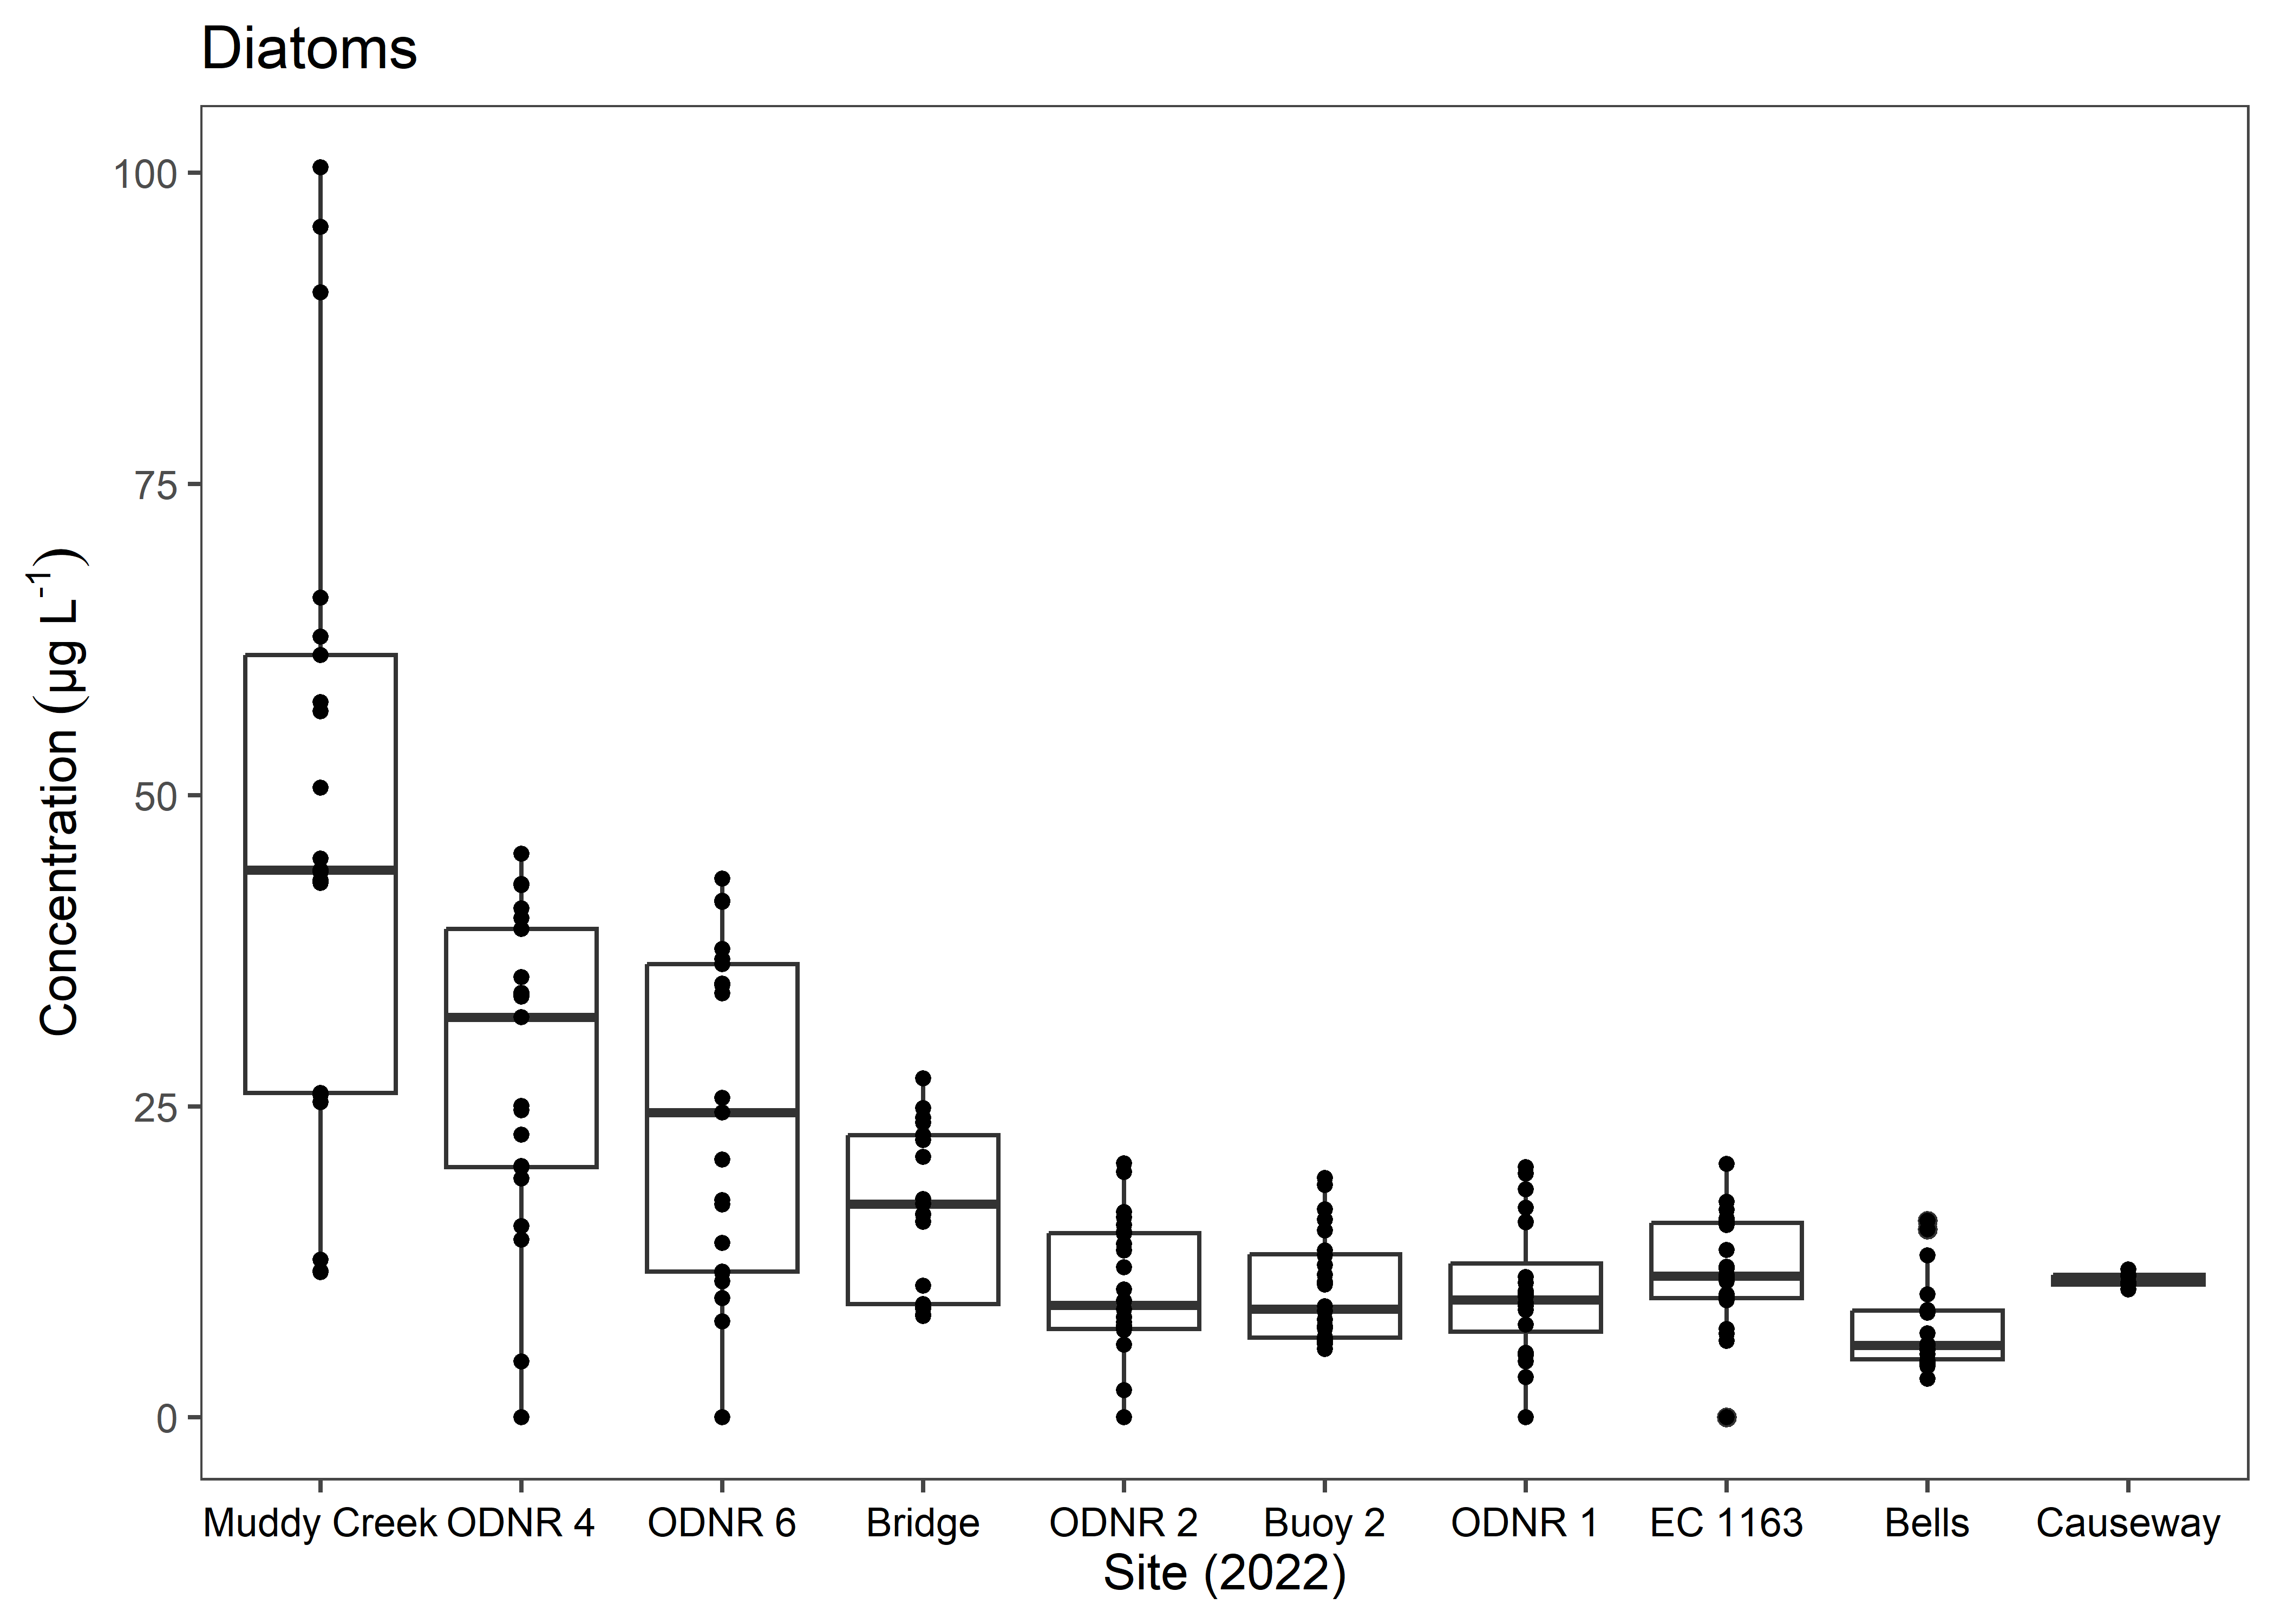 Diatoms
Concentration (µg L⁻¹)
100
75
50
25
0
Muddy Creek ODNR 4 ODNR 6 Bridge ODNR 2 Buoy 2 ODNR 1 EC 1163 Bells Causeway
Site (2022)